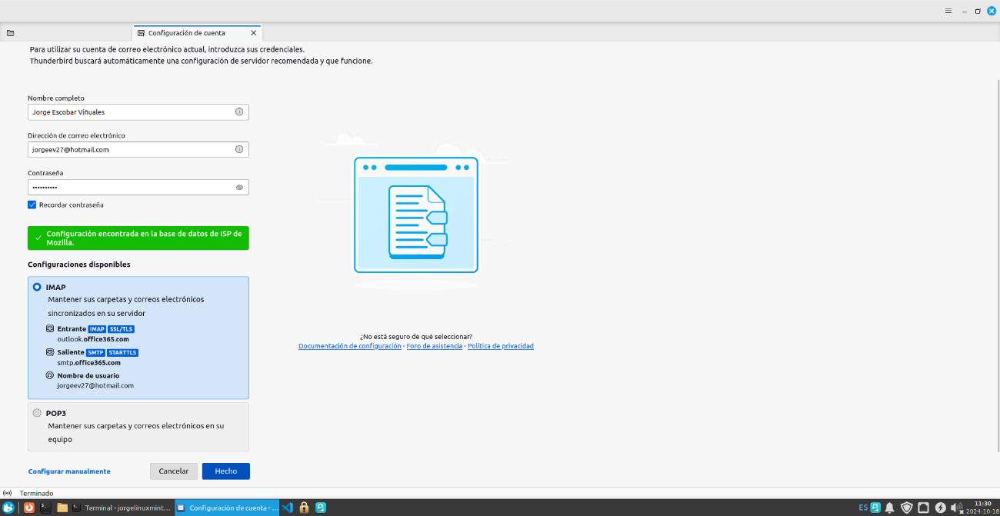 Configuración de cuenta
Para utilizar su cuenta de correo electrónico actual, introduzca sus credenciales.
Thunderbird buscará automáticamente una configuración de servidor recomendada y que funcione.
Nombre completo
Jorge Escobar Viñuales
Dirección de correo electrónico
jorgeev27@hotmail.com
Contraseña
••••••••••
Recordar contraseña
Configuración encontrada en la base de datos de ISP de
Mozilla.
Configuraciones disponibles
IMAP
Mantener sus carpetas y correos electrónicos
sincronizados en su servidor
Entrante IMAP SSL/TLS
outlook.office365.com
Saliente SMTP STARTTLS
smtp.office365.com
Nombre de usuario
jorgeev27@hotmail.com
POP3
Mantener sus carpetas y correos electrónicos en su
equipo
¿No está seguro de qué seleccionar?
Documentación de configuración - Foro de asistencia - Política de privacidad
Configurar manualmente Cancelar Hecho
Terminado
Terminal - jorgelinuxmint... Configuración de cuenta - ... ES 11:30
2024-10-18